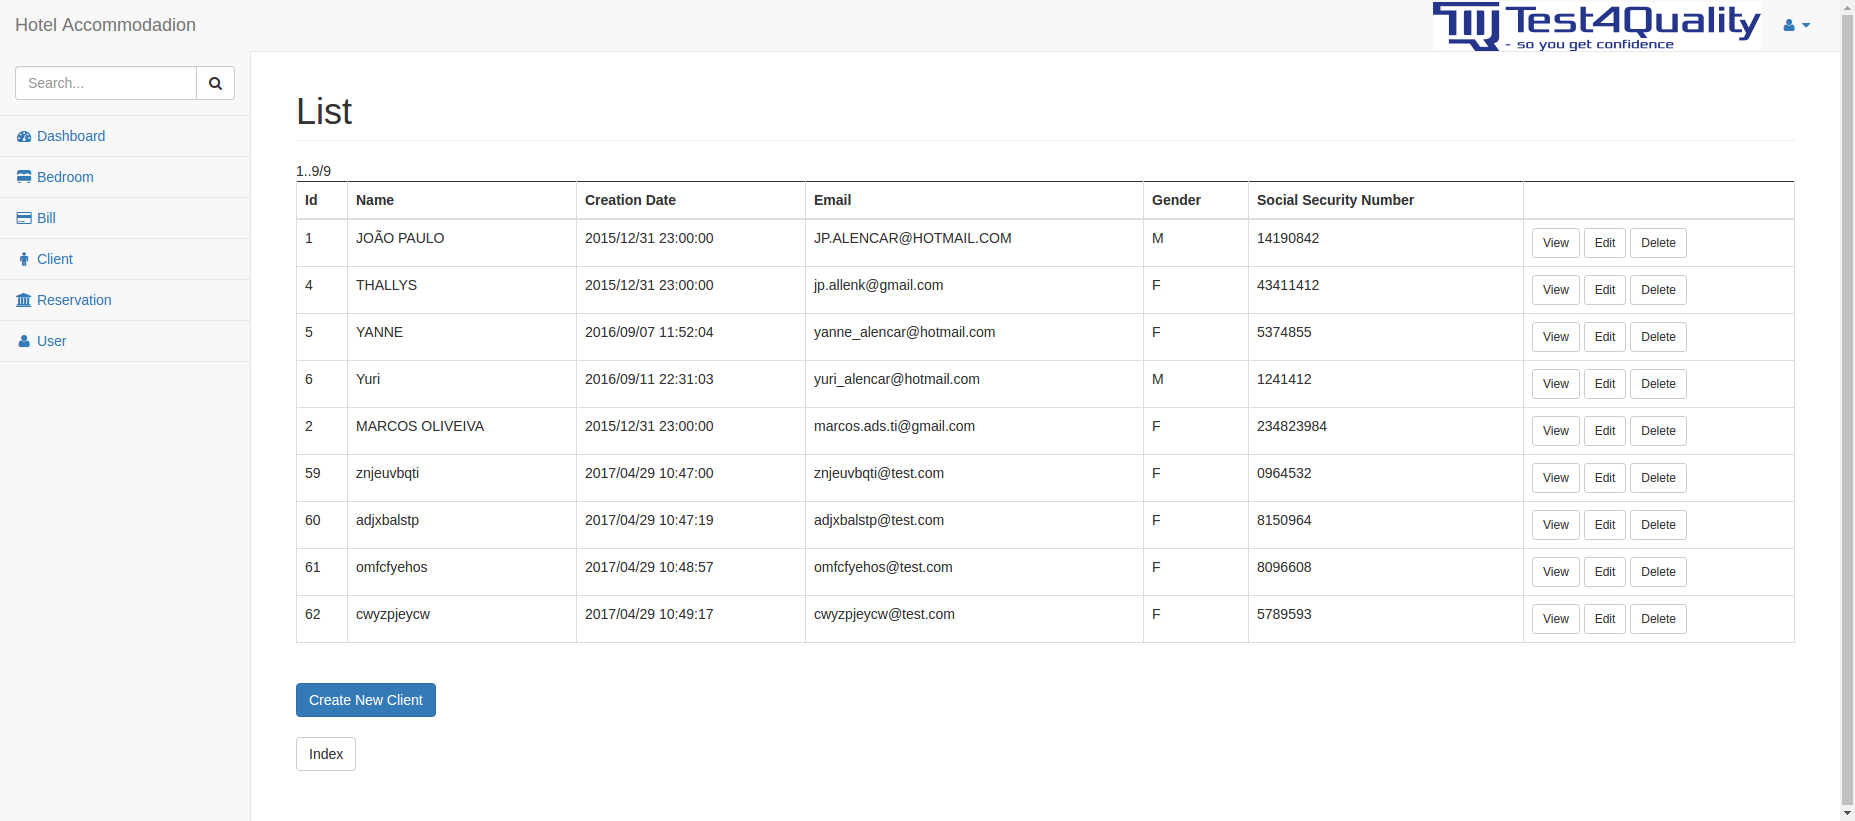 Hotel Accommodadion
Test4Quality
- so you get confidence
Search...
Dashboard
Bedroom
Bill
Client
Reservation
User
List
1..9/9
Id Name Creation Date Email Gender Social Security Number
1 JOÃO PAULO 2015/12/31 23:00:00 JP.ALENCAR@HOTMAIL.COM M 14190842 View Edit Delete
4 THALLYS 2015/12/31 23:00:00 jp.allenk@gmail.com F 43411412 View Edit Delete
5 YANNE 2016/09/07 11:52:04 yanne_alencar@hotmail.com F 5374855 View Edit Delete
6 Yuri 2016/09/11 22:31:03 yuri_alencar@hotmail.com M 1241412 View Edit Delete
2 MARCOS OLIVEIVA 2015/12/31 23:00:00 marcos.ads.ti@gmail.com F 234823984 View Edit Delete
59 znjeuvbqti 2017/04/29 10:47:00 znjeuvbqti@test.com F 0964532 View Edit Delete
60 adjxbalstp 2017/04/29 10:47:19 adjxbalstp@test.com F 8150964 View Edit Delete
61 omfcfyehos 2017/04/29 10:48:57 omfcfyehos@test.com F 8096608 View Edit Delete
62 cwyzpjeycw 2017/04/29 10:49:17 cwyzpjeycw@test.com F 5789593 View Edit Delete
Create New Client
Index